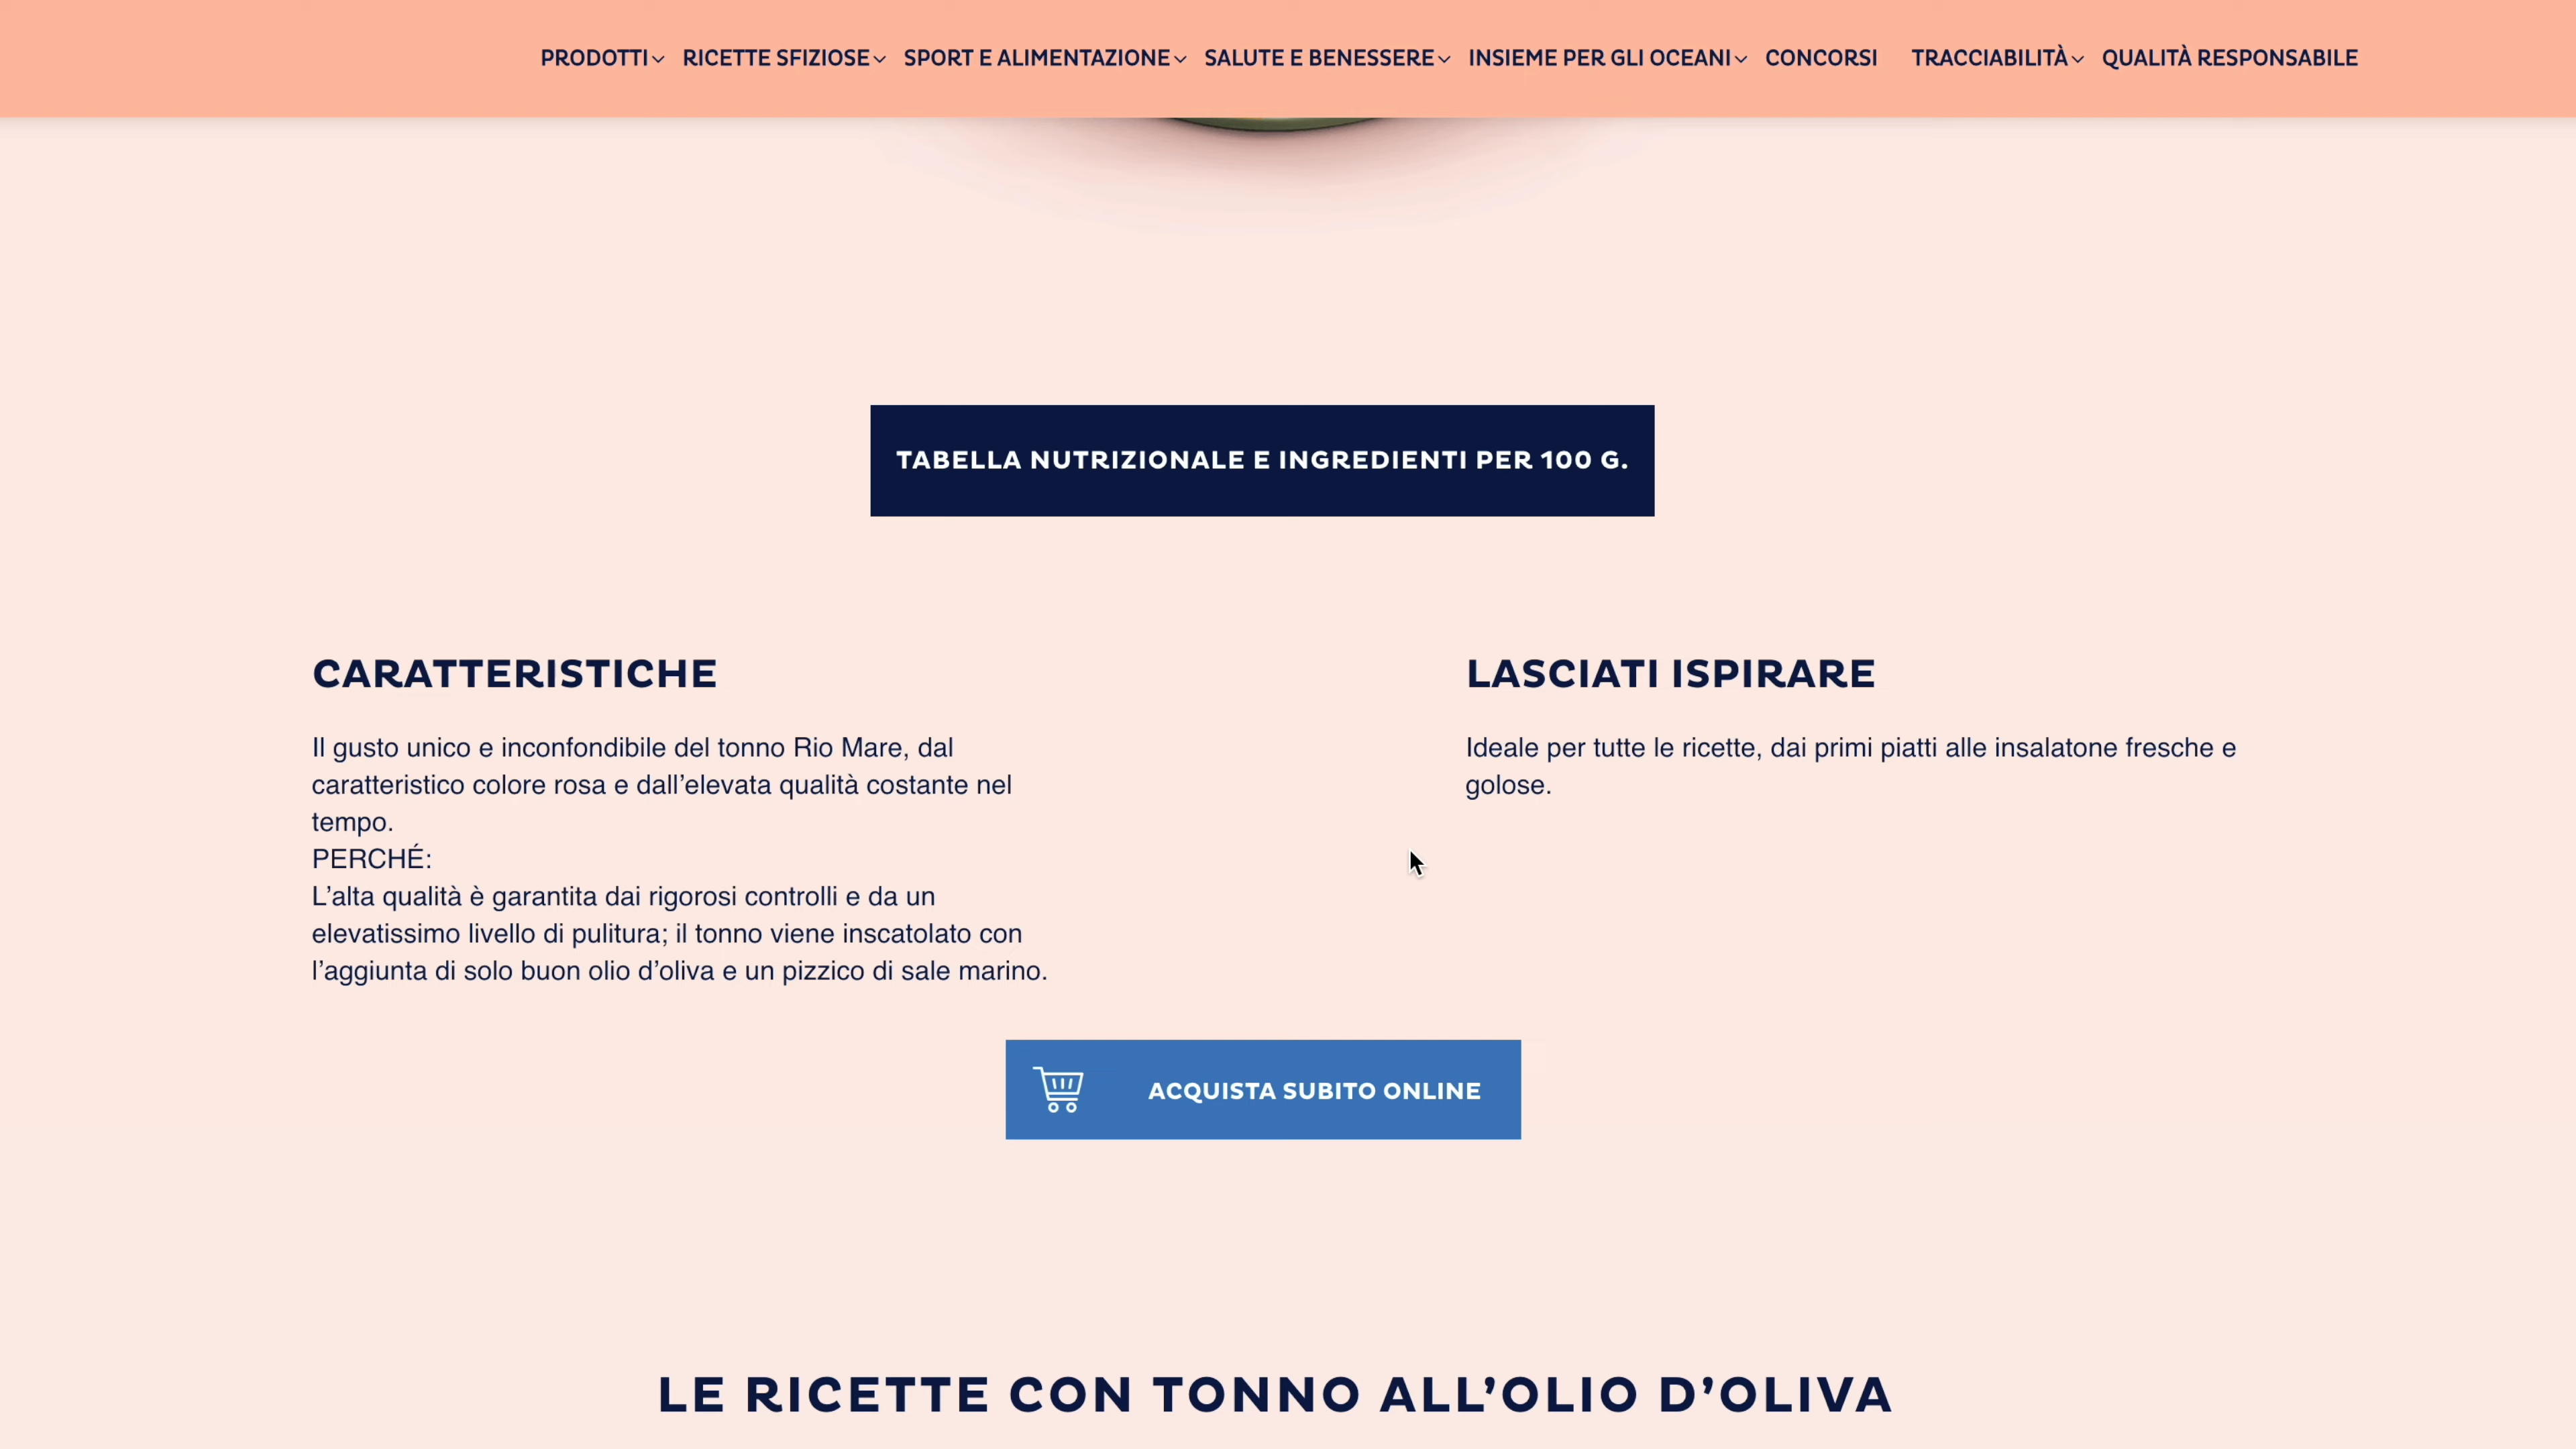 PRODOTTI RICETTE SFIZIOSE SPORT E ALIMENTAZIONE SALUTE E BENESSERE INSIEME PER GLI OCEANI CONCORSI TRACCIABILITÀ QUALITÀ RESPONSABILE
TABELLA NUTRIZIONALE E INGREDIENTI PER 100 G.
CARATTERISTICHE
Il gusto unico e inconfondibile del tonno Rio Mare, dal
caratteristico colore rosa e dall’elevata qualità costante nel
tempo.
PERCHÉ:
L’alta qualità è garantita dai rigorosi controlli e da un
elevatissimo livello di pulitura; il tonno viene inscatolato con
l’aggiunta di solo buon olio d’oliva e un pizzico di sale marino.
LASCIATI ISPIRARE
Ideale per tutte le ricette, dai primi piatti alle insalatone fresche e
golose.
ACQUISTA SUBITO ONLINE
LE RICETTE CON TONNO ALL’OLIO D’OLIVA